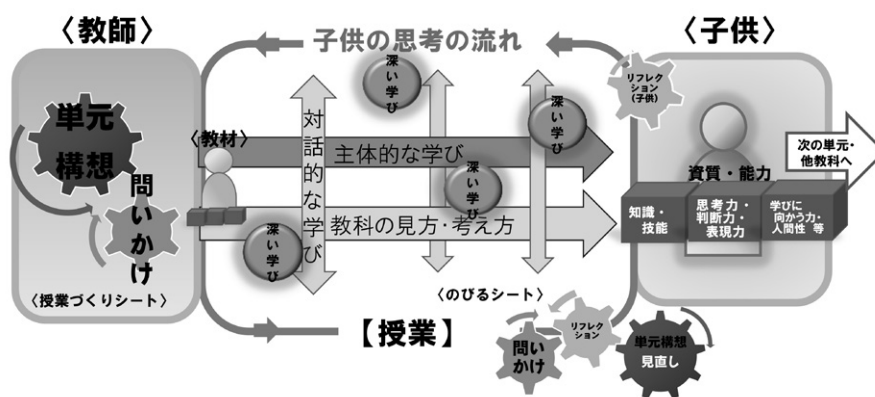 〈教師〉
子供の思考の流れ
〈子供〉
単元
構想
問いかけ
〈授業づくりシート〉
〈教材〉
対話的な学び
深い学び
深い学び
深い学び
深い学び
主体的な学び
教科の見方・考え方
リフレク
ション
(子供)
資質・能力
知識・
技能
思考力・
判断力・
表現力
学びに
向かう力・
人間性 等
次の単元・
他教科へ
〈のびるシート〉
【授業】
問い
かけ
リフレク
ション
単元構想
見直し